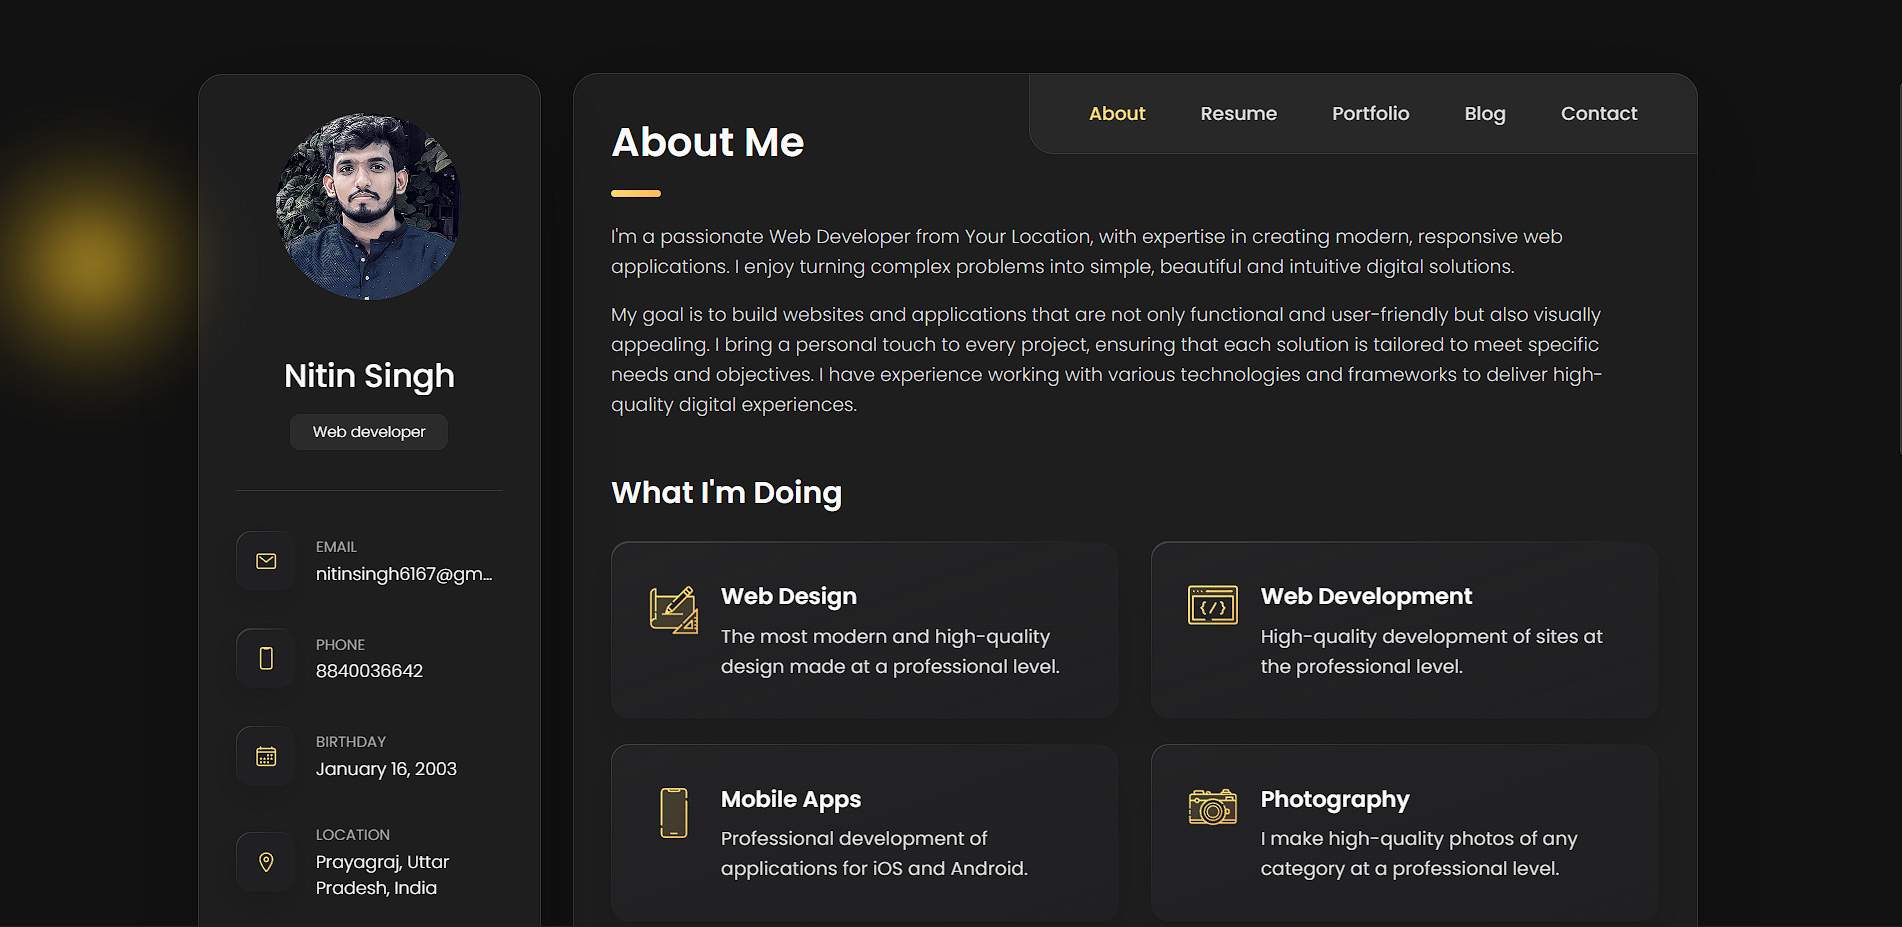 Nitin Singh
Web developer
EMAIL
nitinsingh6167@gm...
PHONE
8840036642
BIRTHDAY
January 16, 2003
LOCATION
Prayagraj, Uttar
Pradesh, India
About
Resume
Portfolio
Blog
Contact
About Me
I'm a passionate Web Developer from Your Location, with expertise in creating modern, responsive web
applications. I enjoy turning complex problems into simple, beautiful and intuitive digital solutions.
My goal is to build websites and applications that are not only functional and user-friendly but also visually
appealing. I bring a personal touch to every project, ensuring that each solution is tailored to meet specific
needs and objectives. I have experience working with various technologies and frameworks to deliver high-
quality digital experiences.
What I'm Doing
Web Design
The most modern and high-quality
design made at a professional level.
Web Development
High-quality development of sites at
the professional level.
Mobile Apps
Professional development of
applications for iOS and Android.
Photography
I make high-quality photos of any
category at a professional level.